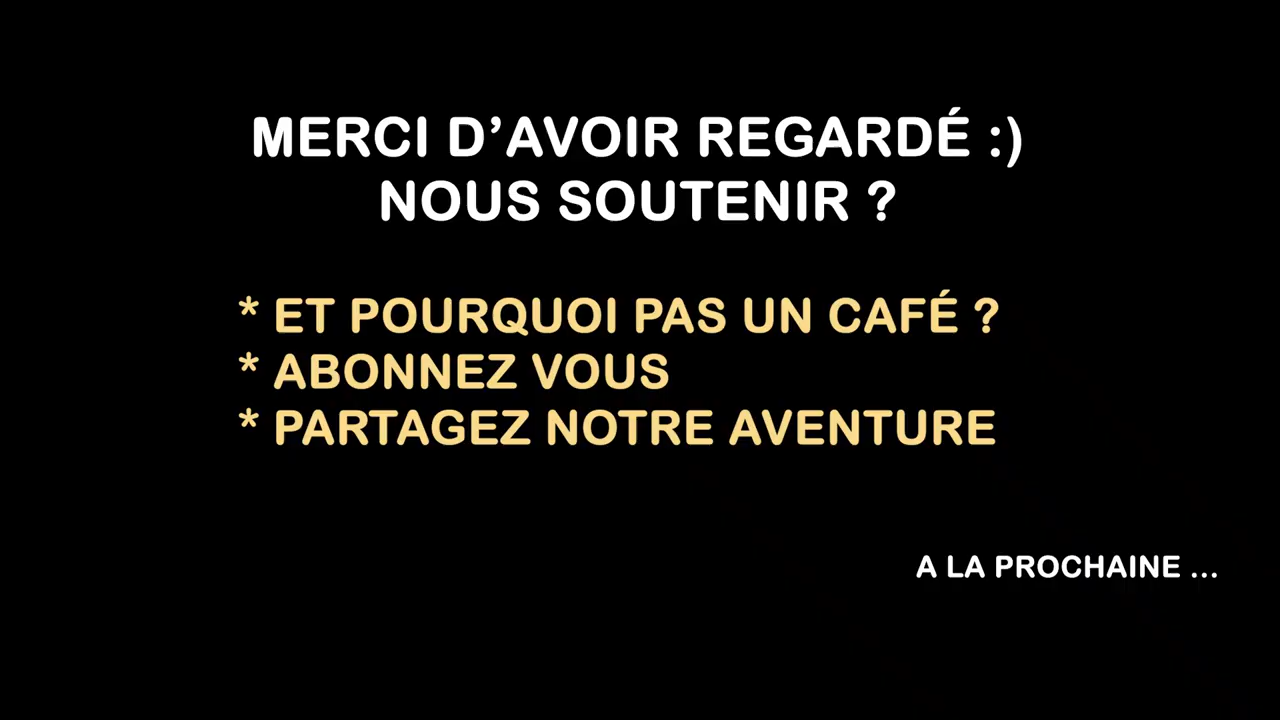 MERCI D’AVOIR REGARDÉ :)
NOUS SOUTENIR ?
* ET POURQUOI PAS UN CAFÉ ?
* ABONNEZ VOUS
* PARTAGEZ NOTRE AVENTURE
A LA PROCHAINE ...